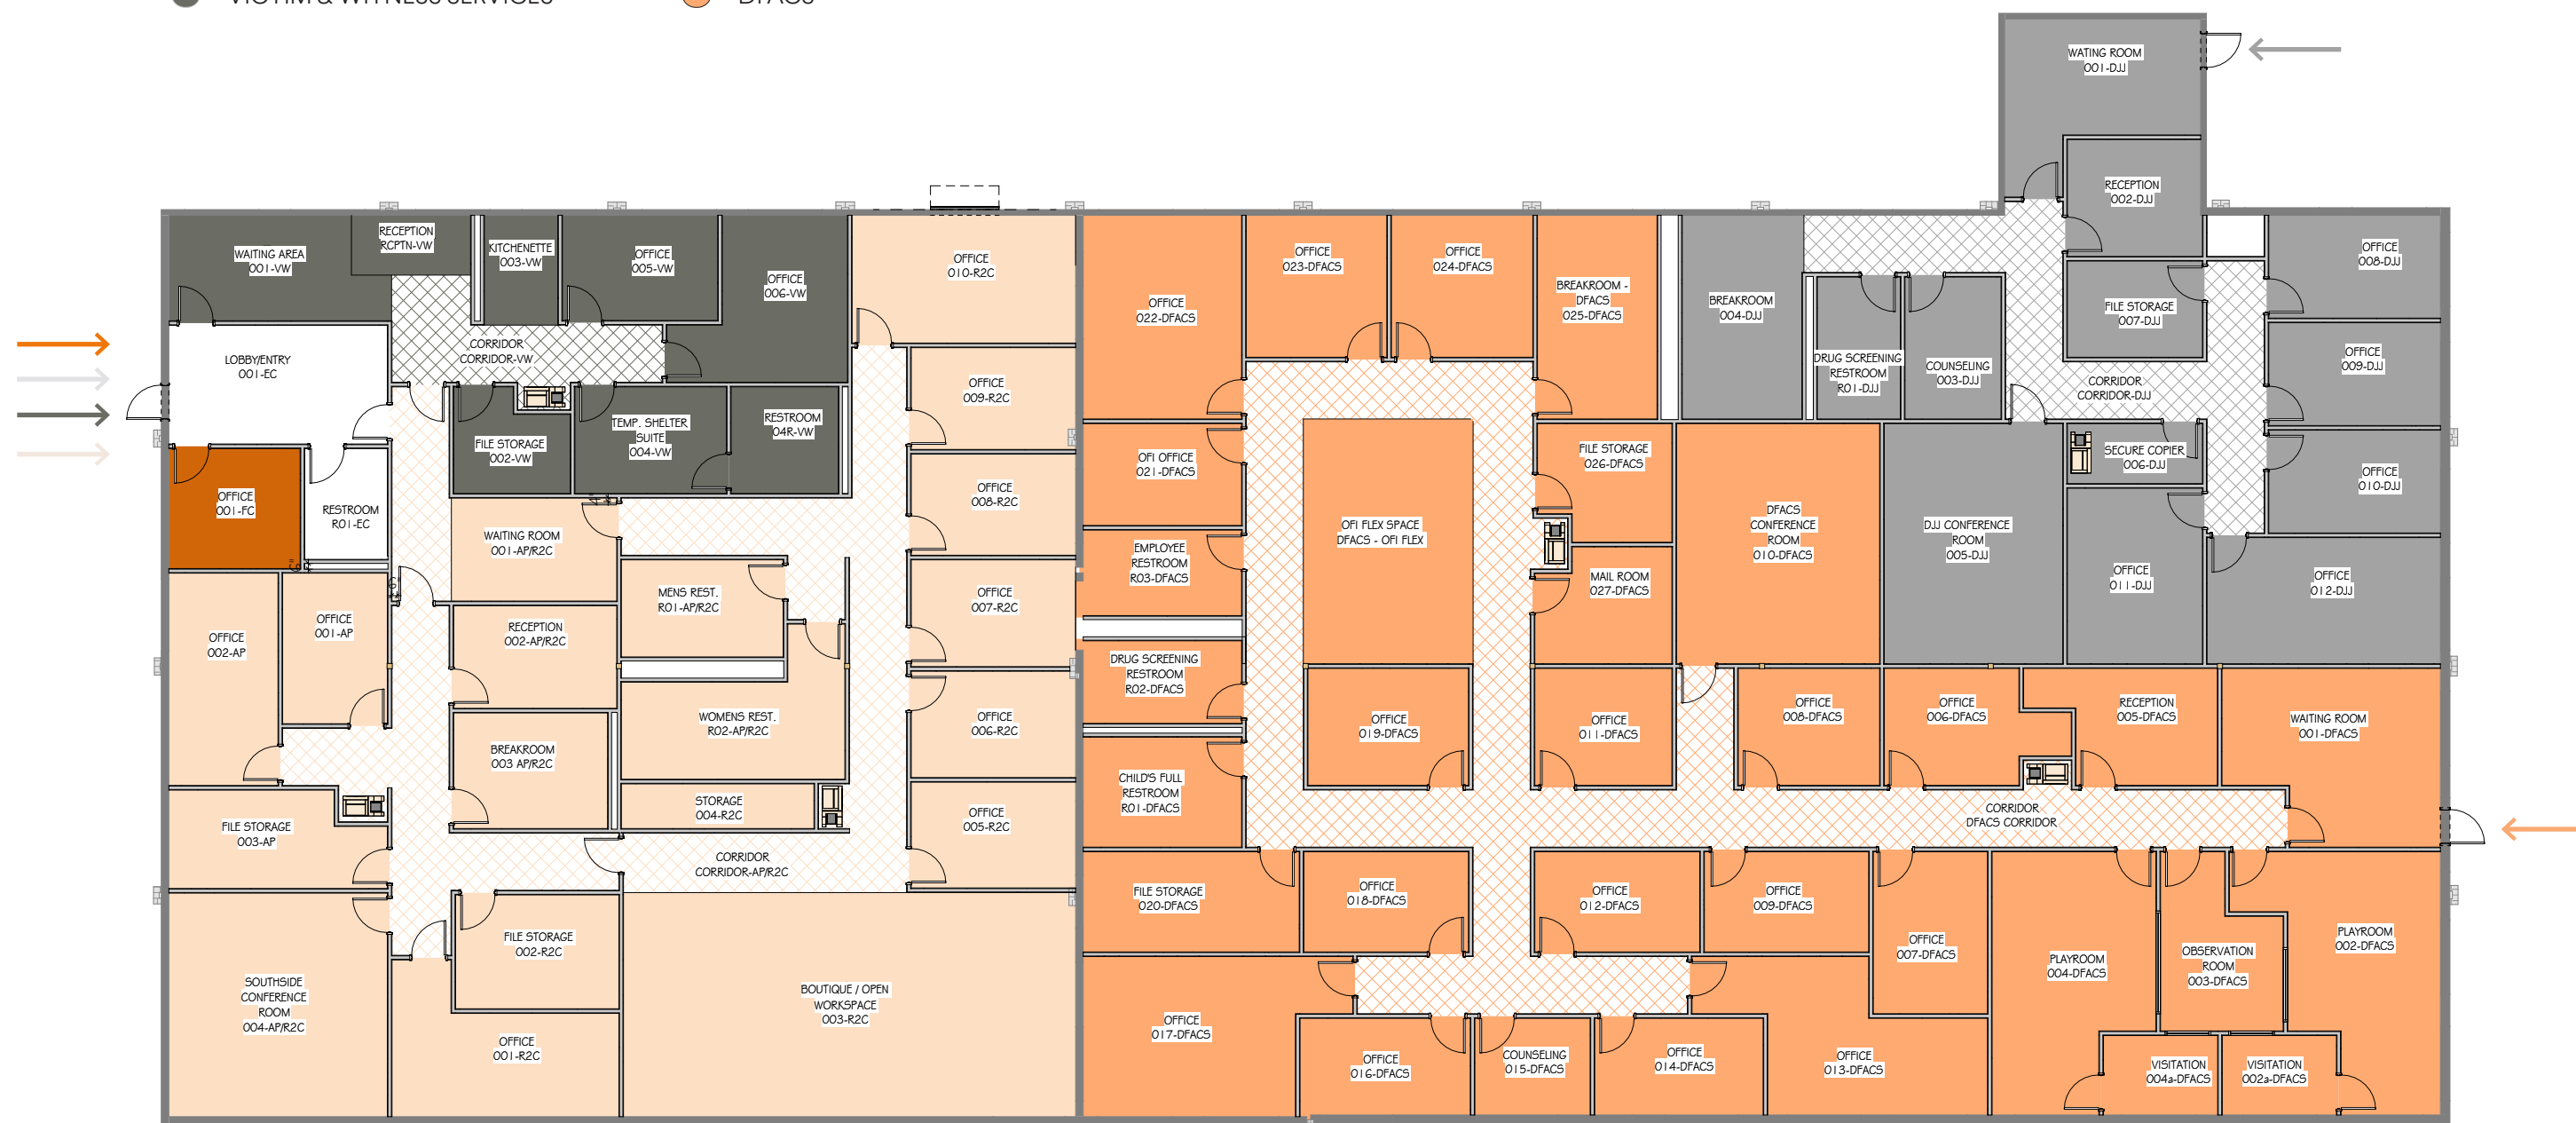 VICTIM & WITNESS SERVICES
DFACS
WATING ROOM
001-DJJ
RECEPTION
002-DJJ
WAITING AREA
001-VW
RECEPTION
RCPTN-VW
KITCHENETTE
003-VW
OFFICE
005-VW
OFFICE
006-VW
OFFICE
010-R2C
OFFICE
022-DFACS
OFFICE
023-DFACS
OFFICE
024-DFACS
BREAKROOM -
DFACS
025-DFACS
BREAKROOM
004-DJJ
DRUG SCREENING
RESTROOM
R01-DJJ
COUNSELING
003-DJJ
FILE STORAGE
007-DJJ
OFFICE
008-DJJ
OFFICE
009-DJJ
CORRIDOR
CORRIDOR-DJJ
LOBBY/ENTRY
001-EC
CORRIDOR
CORRIDOR-VW
OFFICE
009-R2C
FILE STORAGE
002-VW
TEMP. SHELTER
SUITE
004-VW
RESTROOM
04R-VW
OFFICE
001-FC
RESTROOM
R01-EC
WAITING ROOM
001-AP/R2C
OFFICE
008-R2C
OFI OFFICE
021-DFACS
OFI FLEX SPACE
DFACS - OFI FLEX
FILE STORAGE
026-DFACS
DFACS
CONFERENCE
ROOM
010-DFACS
DJJ CONFERENCE
ROOM
005-DJJ
SECURE COPIER
006-DJJ
OFFICE
010-DJJ
OFFICE
002-AP
OFFICE
001-AP
RECEPTION
002-AP/R2C
MENS REST.
R01-AP/R2C
OFFICE
007-R2C
EMPLOYEE
RESTROOM
R03-DFACS
MAIL ROOM
027-DFACS
OFFICE
011-DJJ
OFFICE
012-DJJ
BREAKROOM
003 AP/R2C
WOMENS REST.
R02-AP/R2C
OFFICE
006-R2C
DRUG SCREENING
RESTROOM
R02-DFACS
OFFICE
019-DFACS
OFFICE
011-DFACS
OFFICE
008-DFACS
OFFICE
006-DFACS
RECEPTION
005-DFACS
WAITING ROOM
001-DFACS
FILE STORAGE
003-AP
STORAGE
004-R2C
OFFICE
005-R2C
CHILD'S FULL
RESTROOM
R01-DFACS
CORRIDOR
DFACS CORRIDOR
CORRIDOR
CORRIDOR-AP/R2C
FILE STORAGE
020-DFACS
OFFICE
018-DFACS
OFFICE
012-DFACS
OFFICE
009-DFACS
OFFICE
007-DFACS
PLAYROOM
004-DFACS
OBSERVATION
ROOM
003-DFACS
PLAYROOM
002-DFACS
SOUTHSIDE
CONFERENCE
ROOM
004-AP/R2C
FILE STORAGE
002-R2C
OFFICE
001-R2C
BOUTIQUE / OPEN
WORKSPACE
003-R2C
OFFICE
017-DFACS
OFFICE
016-DFACS
COUNSELING
015-DFACS
OFFICE
014-DFACS
OFFICE
013-DFACS
VISITATION
004a-DFACS
VISITATION
002a-DFACS